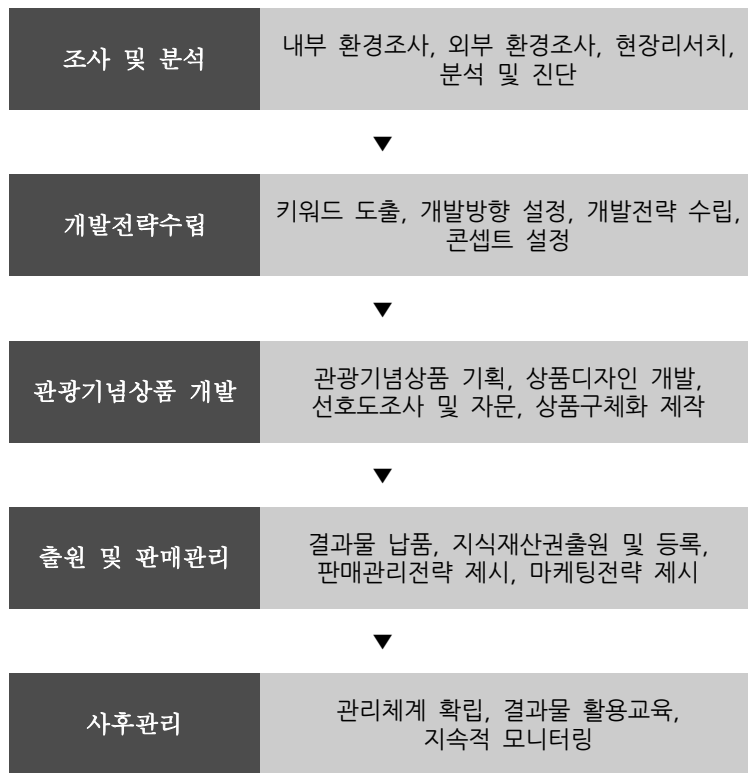 조사 및 분석
내부 환경조사, 외부 환경조사, 현장리서치,
분석 및 진단
▼
개발전략수립
키워드 도출, 개발방향 설정, 개발전략 수립,
콘셉트 설정
▼
관광기념상품 개발
관광기념상품 기획, 상품디자인 개발,
선호도조사 및 자문, 상품구체화 제작
▼
출원 및 판매관리
결과물 납품, 지식재산권출원 및 등록,
판매관리전략 제시, 마케팅전략 제시
▼
사후관리
관리체계 확립, 결과물 활용교육,
지속적 모니터링